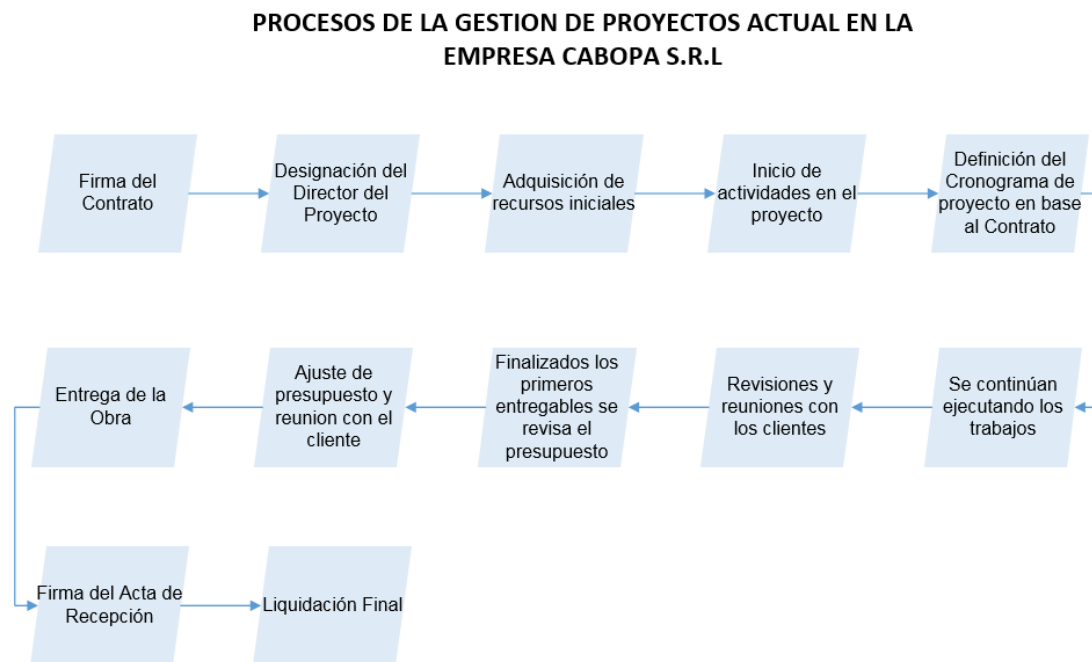 PROCESOS DE LA GESTION DE PROYECTOS ACTUAL EN LA
EMPRESA CABOPA S.R.L
Firma del
Contrato
Designación del
Director del
Proyecto
Adquisición de
recursos iniciales
Inicio de
actividades en el
proyecto
Definición del
Cronograma de
proyecto en base
al Contrato
Se continúan
ejecutando los
trabajos
Revisiones y
reuniones con
los clientes
Finalizados los
primeros
entregables se
revisa el
presupuesto
Ajuste de
presupuesto y
reunion con el
cliente
Entrega de la
Obra
Firma del Acta de
Recepción
Liquidación Final